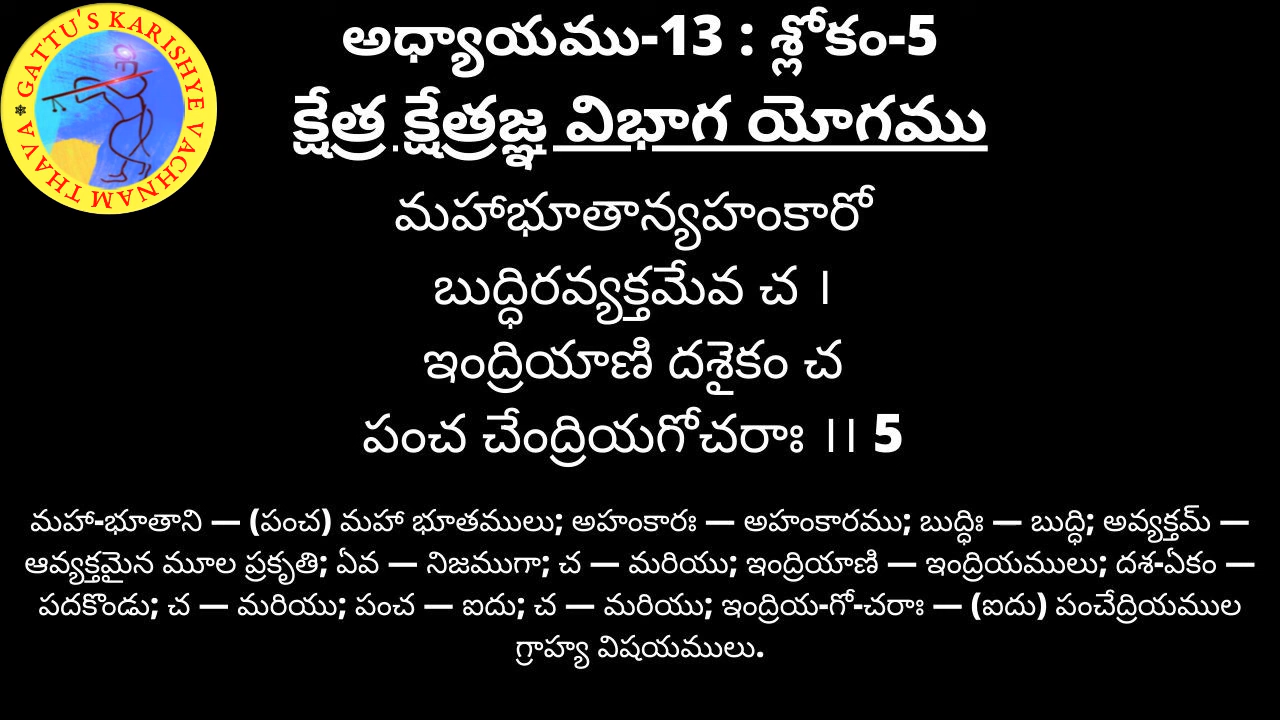 GATTU'S KARISHYE VACHNAM THAVA
అధ్యాయము-13 : శ్లోకం-5
క్షేత్ర క్షేత్రజ్ఞ విభాగ యోగము
మహాభూతాన్యహంకారో
బుద్ధిరవ్యక్తమేవ చ ।
ఇంద్రియాణి దశైకం చ
పంచ చేంద్రియగోచరాః ।। 5
మహా-భూతాని — (పంచ) మహా భూతములు; అహంకారః — అహంకారము; బుద్ధిః — బుద్ధి; అవ్యక్తమ్ —
ఆవ్యక్తమైన మూల ప్రకృతి; ఏవ — నిజముగా; చ — మరియు; ఇంద్రియాణి — ఇంద్రియములు; దశ-ఏకం —
పదకొండు; చ — మరియు; పంచ — ఐదు; చ — మరియు; ఇంద్రియ-గో-చరాః — (ఐదు) పంచేద్రియముల
గ్రాహ్య విషయములు.